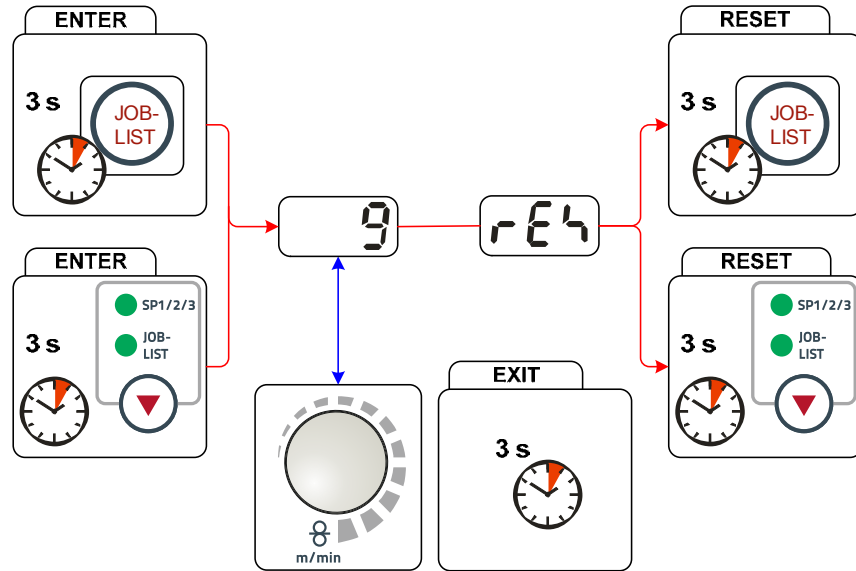 ENTER
3 s
JOB-
LIST
ENTER
3 s
SP1/2/3
JOB-
LIST
9
rEh
m/min
EXIT
3 s
RESET
3 s
JOB-
LIST
RESET
3 s
SP1/2/3
JOB-
LIST